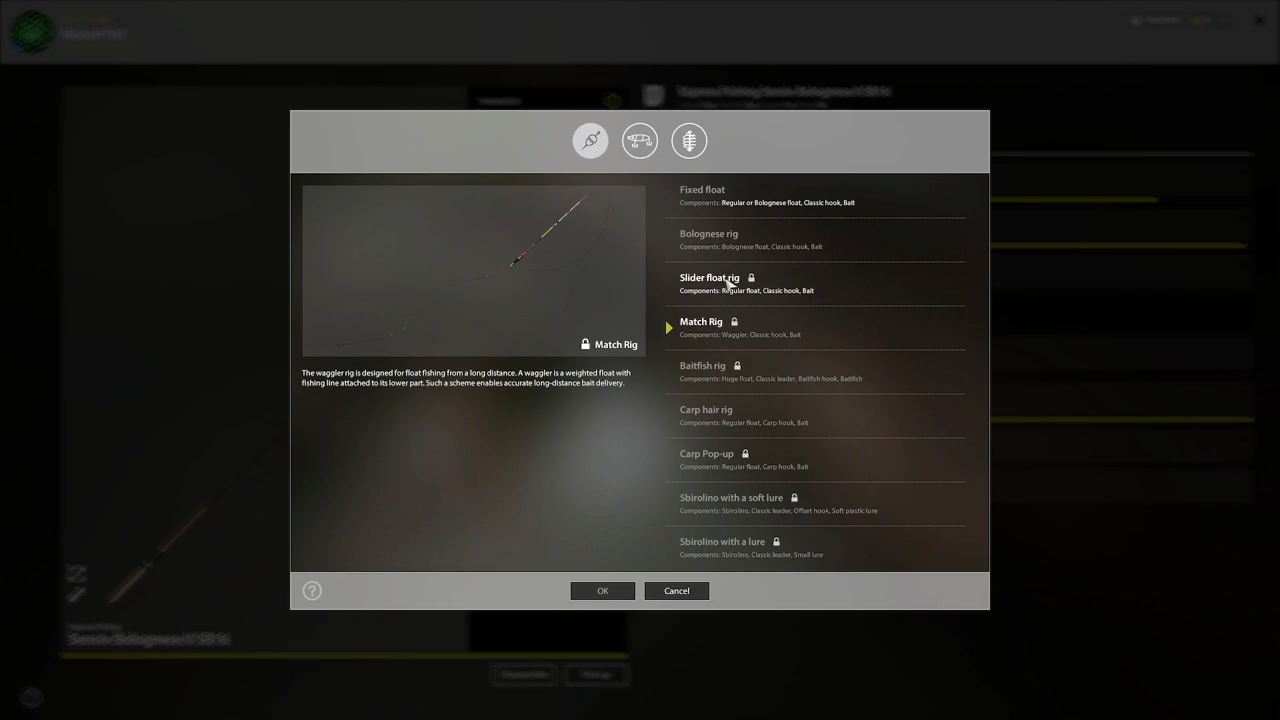 Match Rig
The waggler rig is designed for float fishing from a long distance. A waggler is a weighted float with
fishing line attached to its lower part. Such a scheme enables accurate long-distance bait delivery.
Fixed float
Components: Regular or Bolognese float, Classic hook, Bait
Bolognese rig
Components: Bolognese float, Classic hook, Bait
Slider float rig
Components: Regular float, Classic hook, Bait
Match Rig
Components: Waggler, Classic hook, Bait
Baitfish rig
Components: Huge float, Classic leader, Baitfish hook, Baitfish
Carp hair rig
Components: Regular float, Carp hook, Bait
Carp Pop-up
Components: Regular float, Carp hook, Bait
Sbirolino with a soft lure
Components: Sbirolino, Classic leader, Offset hook, Soft plastic lure
Sbirolino with a lure
Components: Sbirolino, Classic leader, Small lure
?
OK
Cancel